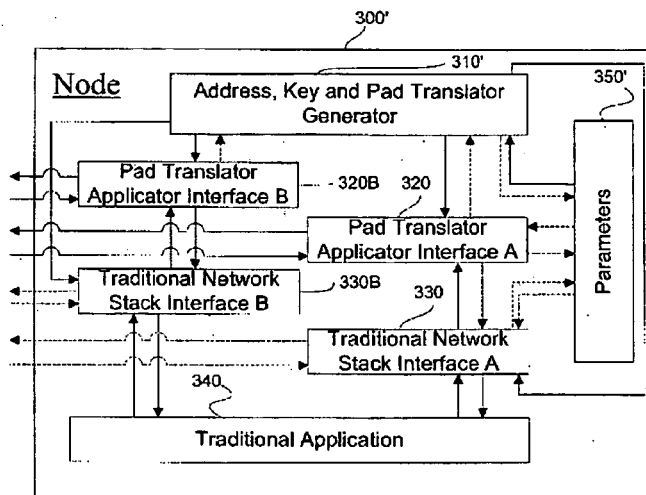 300'
Node
310'
350'
Address, Key and Pad Translator
Generator
Pad Translator
Applicator Interface B
320B
320
Pad Translator
Applicator Interface A
Parameters
Traditional Network
Stack Interface B
330B
330
Traditional Network
Stack Interface A
340
Traditional Application